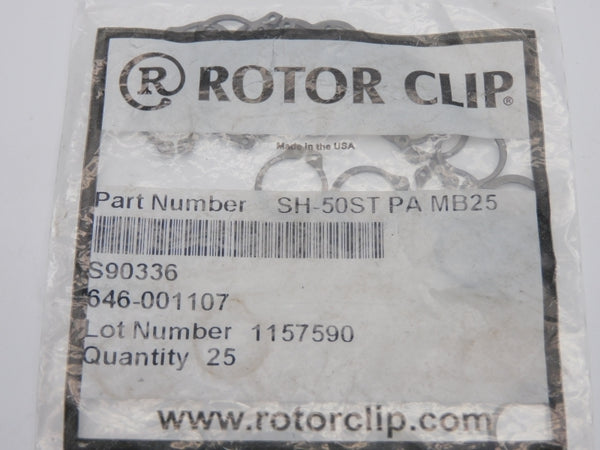 R ROTOR CLIP®
Made in the USA
Part Number SH-50ST PA MB25
S90336
646-001107
Lot Number 1157590
Quantity 25
www.rotorclip.com